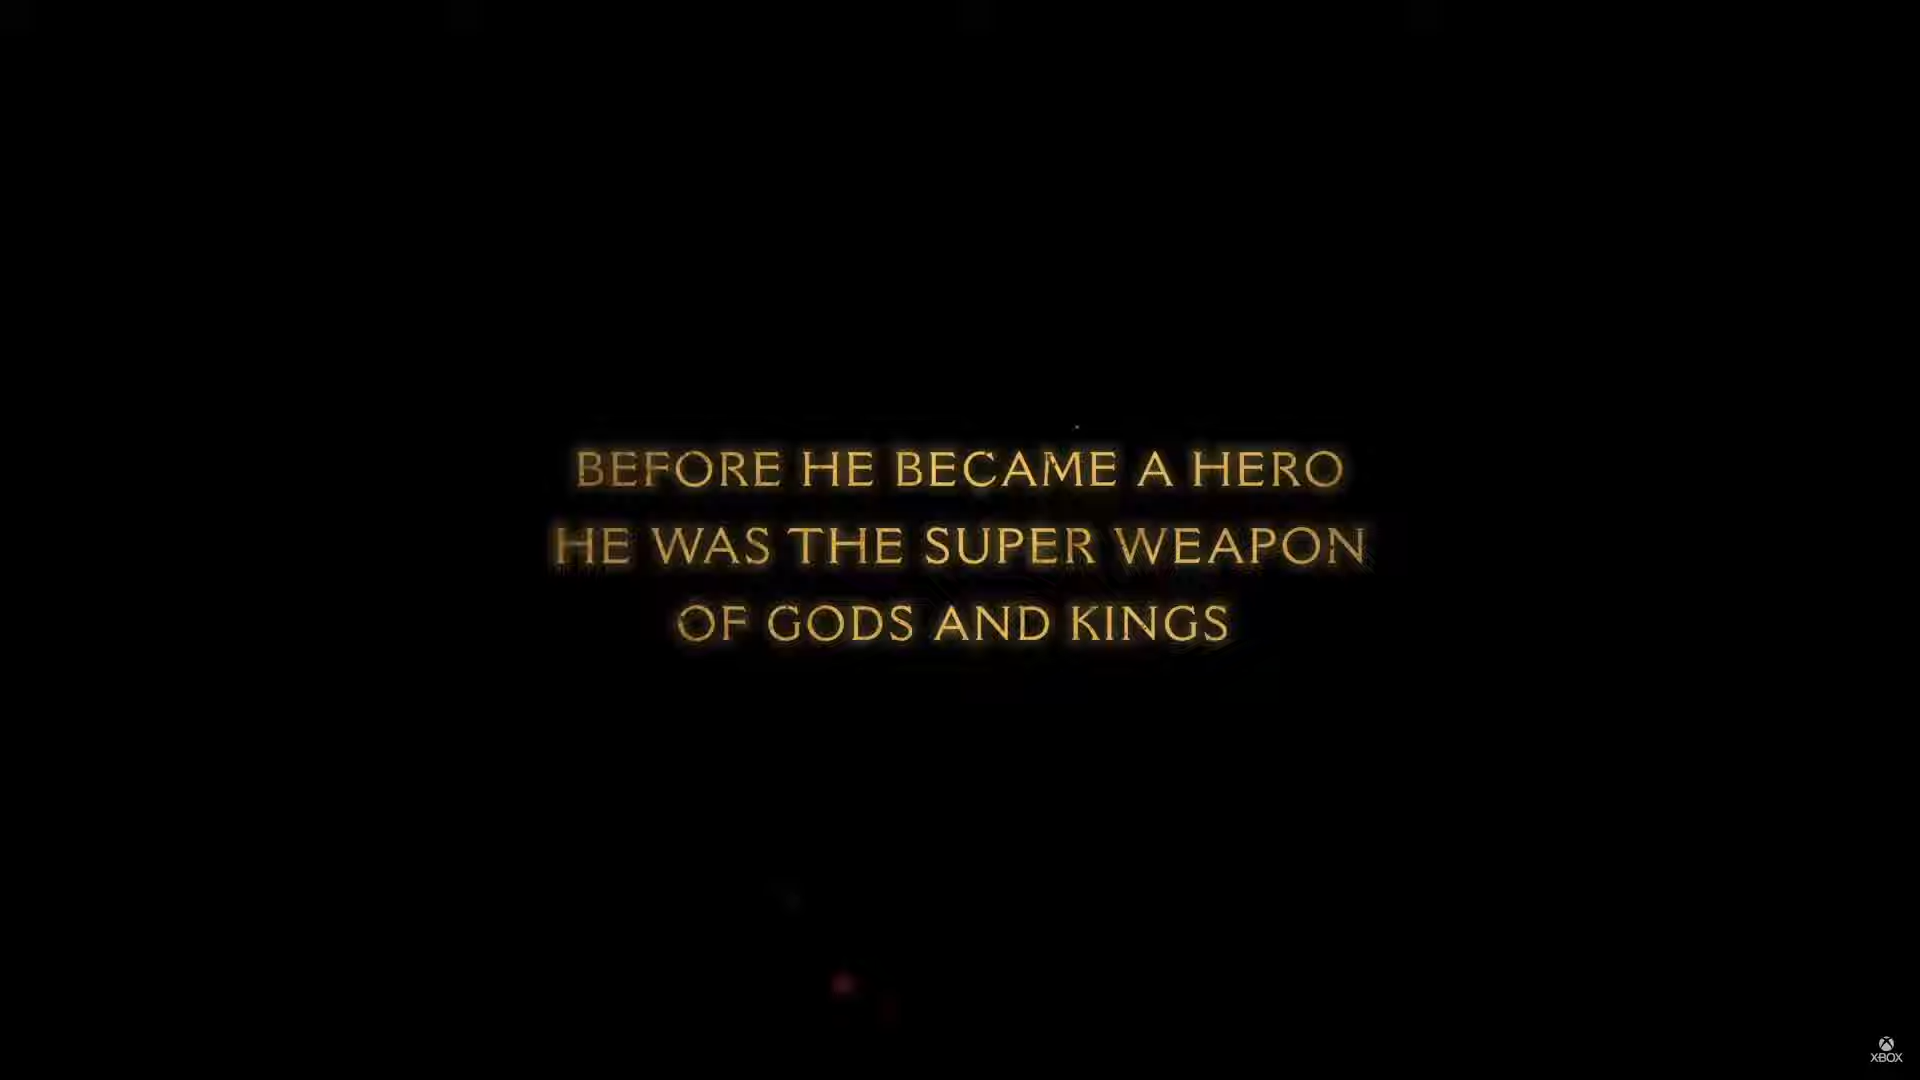 BEFORE HE BECAME A HERO
HE WAS THE SUPER WEAPON
OF GODS AND KINGS
XBOX